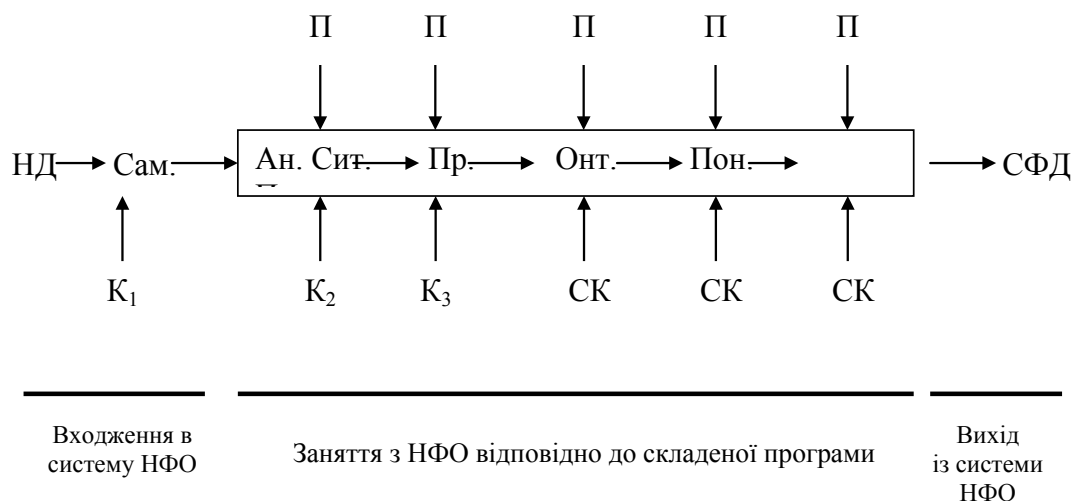 П П П П П
НД Сам. Ан. Сит. Пр. Онт. Пон. СФД
К₁ К₂ К₃ СК СК СК
Входження в
систему НФО
Заняття з НФО відповідно до складеної програми
Вихід
із системи
НФО